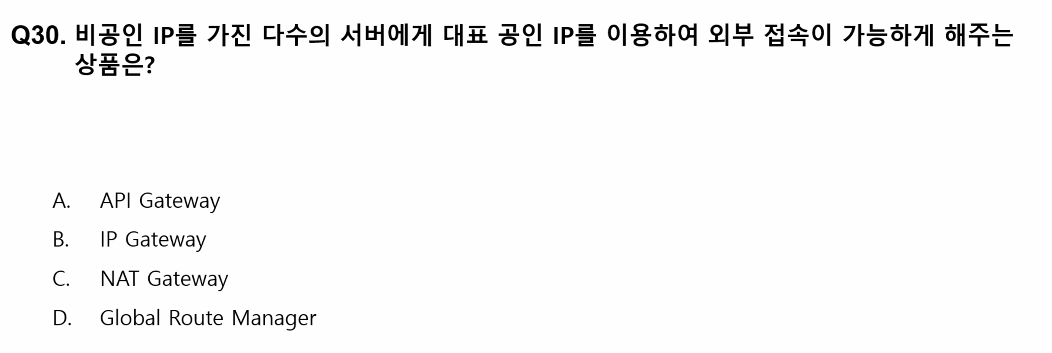 Q30. 비공인 IP를 가진 다수의 서버에게 대표 공인 IP를 이용하여 외부 접속이 가능하게 해주는
상품은?
A. API Gateway
B. IP Gateway
C. NAT Gateway
D. Global Route Manager